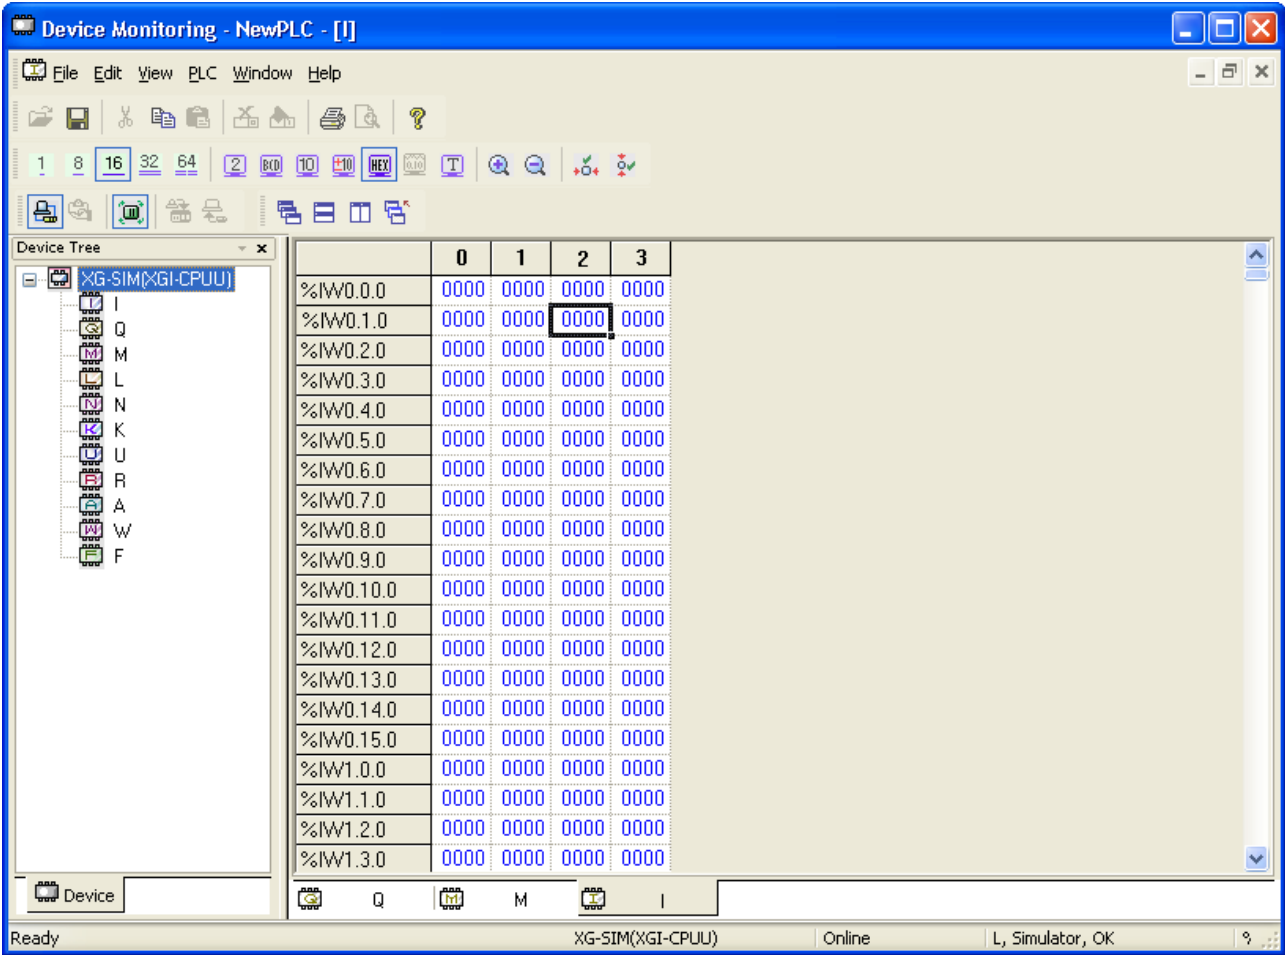 Device Monitoring - NewPLC - [I]
File Edit View PLC Window Help
1 8 16 32 64 2 BCD 10 ±10 HEX 0.10 T
Device Tree
XG-SIM(XGI-CPUU)
I
Q
M
L
N
K
U
R
A
W
F
Device
0 1 2 3
%IW0.0.0 0000 0000 0000 0000
%IW0.1.0 0000 0000 0000 0000
%IW0.2.0 0000 0000 0000 0000
%IW0.3.0 0000 0000 0000 0000
%IW0.4.0 0000 0000 0000 0000
%IW0.5.0 0000 0000 0000 0000
%IW0.6.0 0000 0000 0000 0000
%IW0.7.0 0000 0000 0000 0000
%IW0.8.0 0000 0000 0000 0000
%IW0.9.0 0000 0000 0000 0000
%IW0.10.0 0000 0000 0000 0000
%IW0.11.0 0000 0000 0000 0000
%IW0.12.0 0000 0000 0000 0000
%IW0.13.0 0000 0000 0000 0000
%IW0.14.0 0000 0000 0000 0000
%IW0.15.0 0000 0000 0000 0000
%IW1.0.0 0000 0000 0000 0000
%IW1.1.0 0000 0000 0000 0000
%IW1.2.0 0000 0000 0000 0000
%IW1.3.0 0000 0000 0000 0000
Q M I
Ready XG-SIM(XGI-CPUU) Online L, Simulator, OK